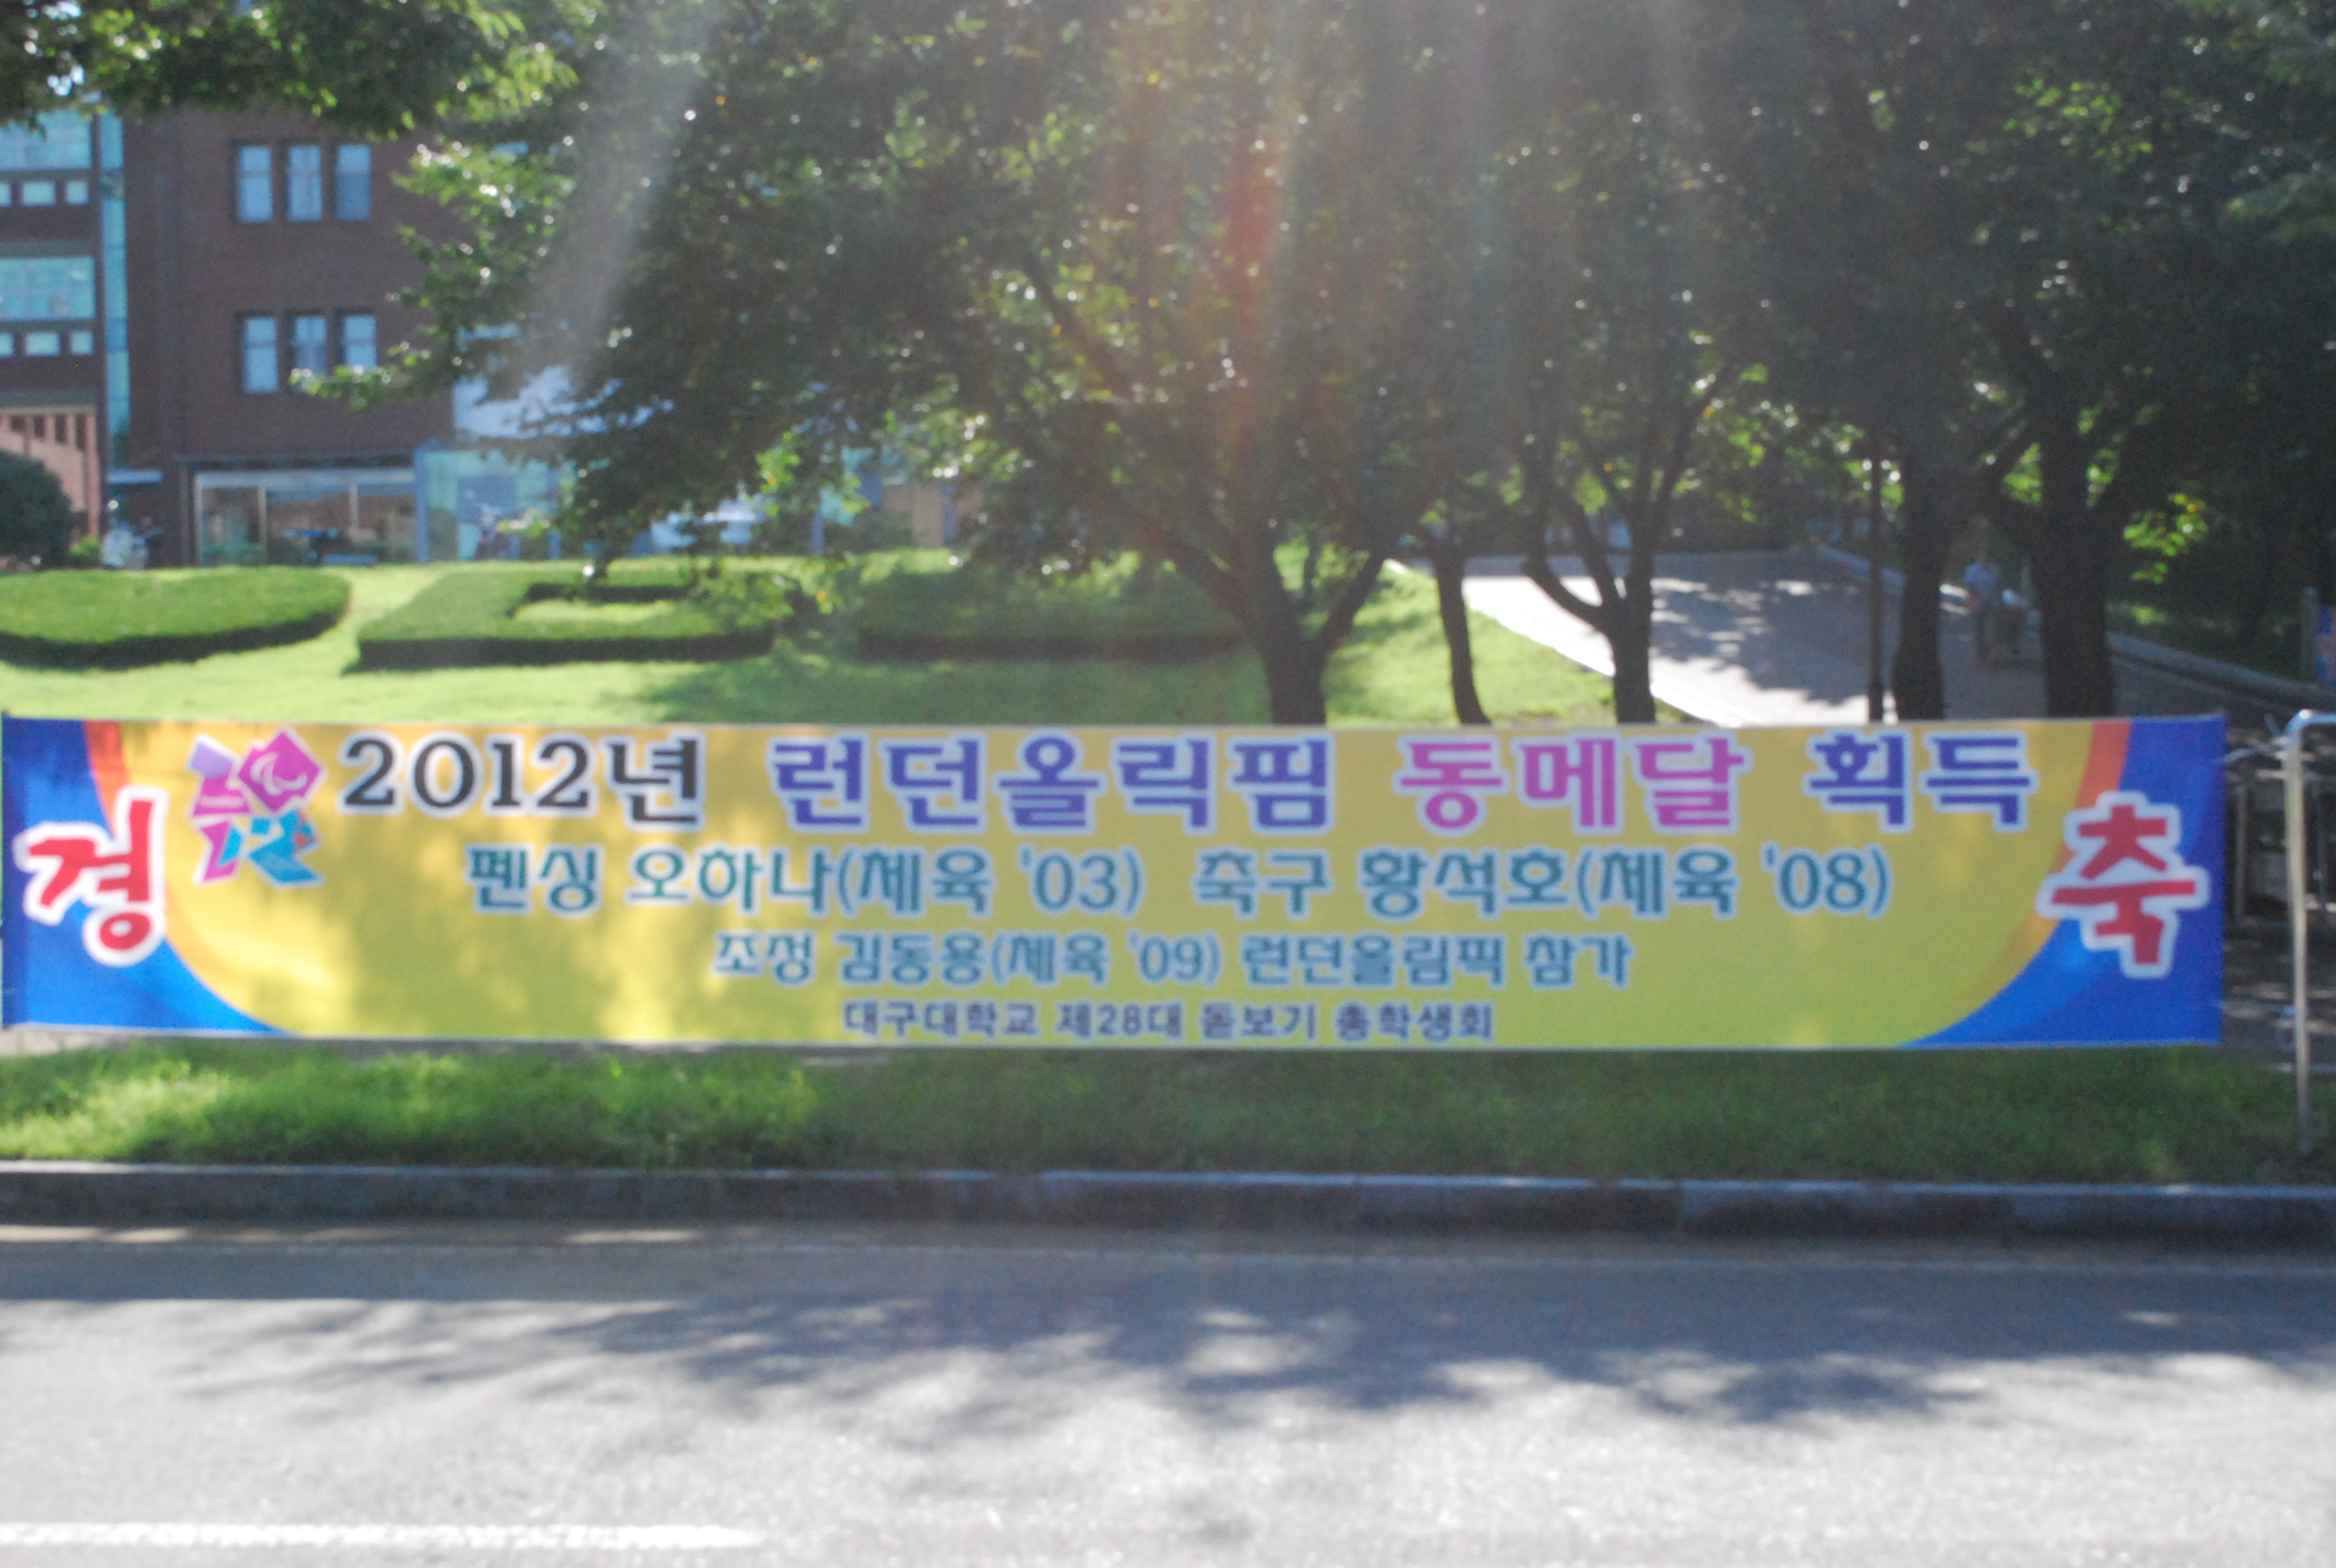 경 축
2012년 런던올릭핌 동메달 획득
펜싱 오하나(체육 '03) 축구 황석호(체육 '08)
조정 김동용(체육 '09) 런던올림픽 참가
대구대학교 제28대 돋보기 총학생회